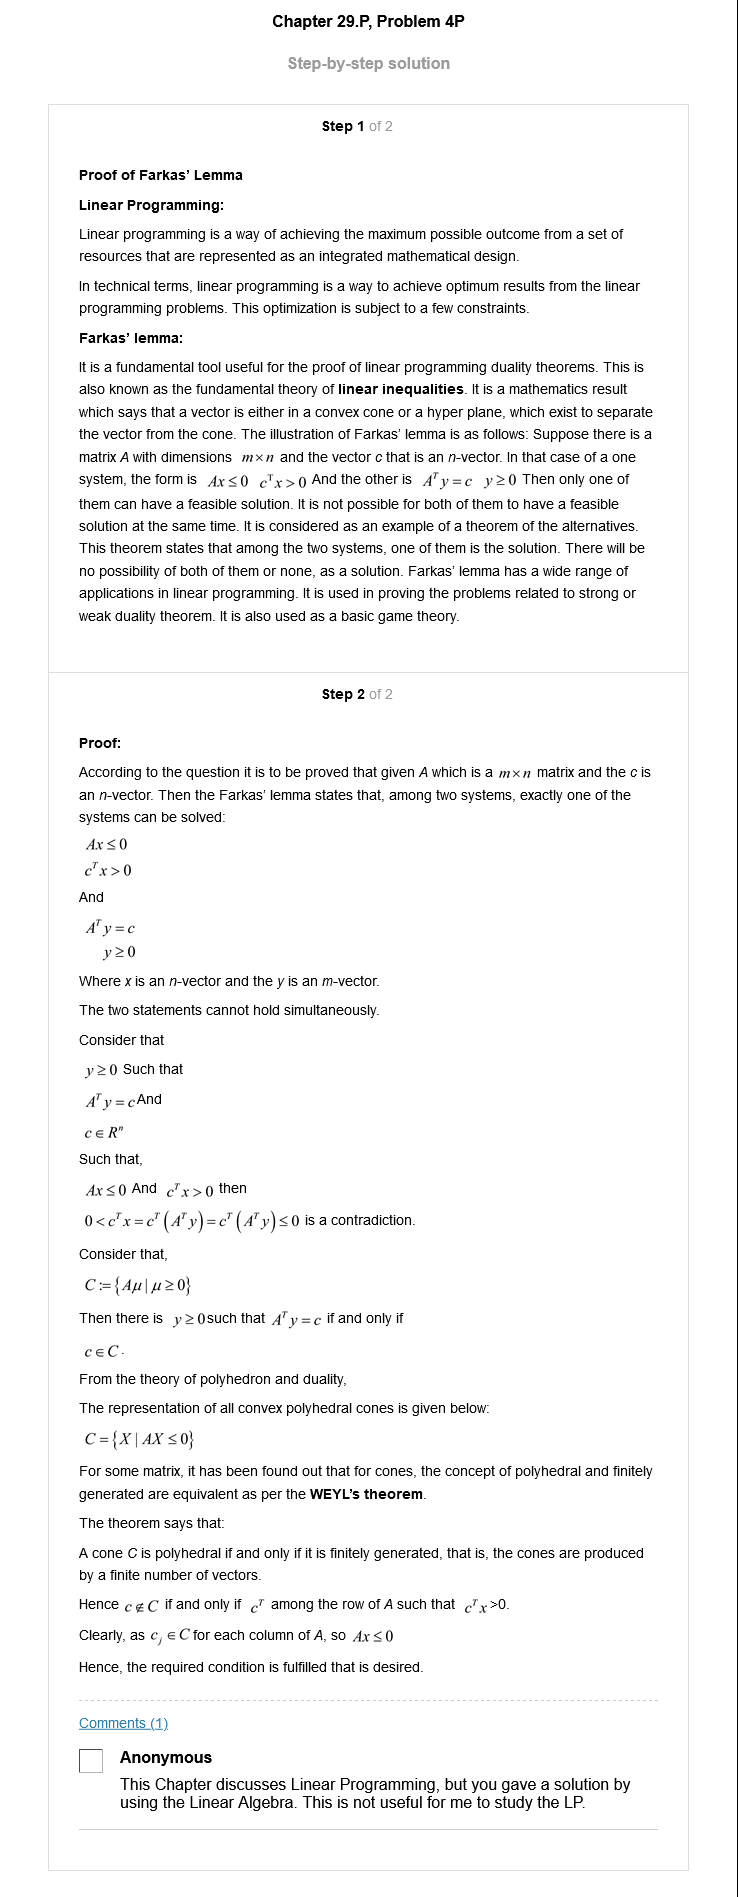 Chapter 29.P, Problem 4P
Step-by-step solution
Step 1 of 2
Proof of Farkas' Lemma
Linear Programming:
Linear programming is a way of achieving the maximum possible outcome from a set of
resources that are represented as an integrated mathematical design.
In technical terms, linear programming is a way to achieve optimum results from the linear
programming problems. This optimization is subject to a few constraints.
Farkas' lemma:
It is a fundamental tool useful for the proof of linear programming duality theorems. This is
also known as the fundamental theory of linear inequalities. It is a mathematics result
which says that a vector is either in a convex cone or a hyper plane, which exist to separate
the vector from the cone. The illustration of Farkas' lemma is as follows: Suppose there is a
matrix A with dimensions m×n and the vector c that is an n-vector. In that case of a one
system, the form is Ax ≤ 0 c^T x > 0 And the other is A^T y = c y ≥ 0 Then only one of
them can have a feasible solution. It is not possible for both of them to have a feasible
solution at the same time. It is considered as an example of a theorem of the alternatives.
This theorem states that among the two systems, one of them is the solution. There will be
no possibility of both of them or none, as a solution. Farkas' lemma has a wide range of
applications in linear programming. It is used in proving the problems related to strong or
weak duality theorem. It is also used as a basic game theory.
Step 2 of 2
Proof:
According to the question it is to be proved that given A which is a m×n matrix and the c is
an n-vector. Then the Farkas' lemma states that, among two systems, exactly one of the
systems can be solved:
Ax ≤ 0
c^T x > 0
And
A^T y = c
y ≥ 0
Where x is an n-vector and the y is an m-vector.
The two statements cannot hold simultaneously.
Consider that
y ≥ 0 Such that
A^T y = c And
c ∈ R^n
Such that,
Ax ≤ 0 And c^T x > 0 then
0 < c^T x = c^T (A^T y) = c^T (A^T y) ≤ 0 is a contradiction.
Consider that,
C := {Aμ | μ ≥ 0}
Then there is y ≥ 0 such that A^T y = c if and only if
c ∈ C.
From the theory of polyhedron and duality,
The representation of all convex polyhedral cones is given below:
C = {X | AX ≤ 0}
For some matrix, it has been found out that for cones, the concept of polyhedral and finitely
generated are equivalent as per the WEYL's theorem.
The theorem says that:
A cone C is polyhedral if and only if it is finitely generated, that is, the cones are produced
by a finite number of vectors.
Hence c ∉ C if and only if c^T among the row of A such that c^T x >0.
Clearly, as c_j ∈ C for each column of A, so Ax ≤ 0
Hence, the required condition is fulfilled that is desired.
Comments (1)
Anonymous
This Chapter discusses Linear Programming, but you gave a solution by
using the Linear Algebra. This is not useful for me to study the LP.